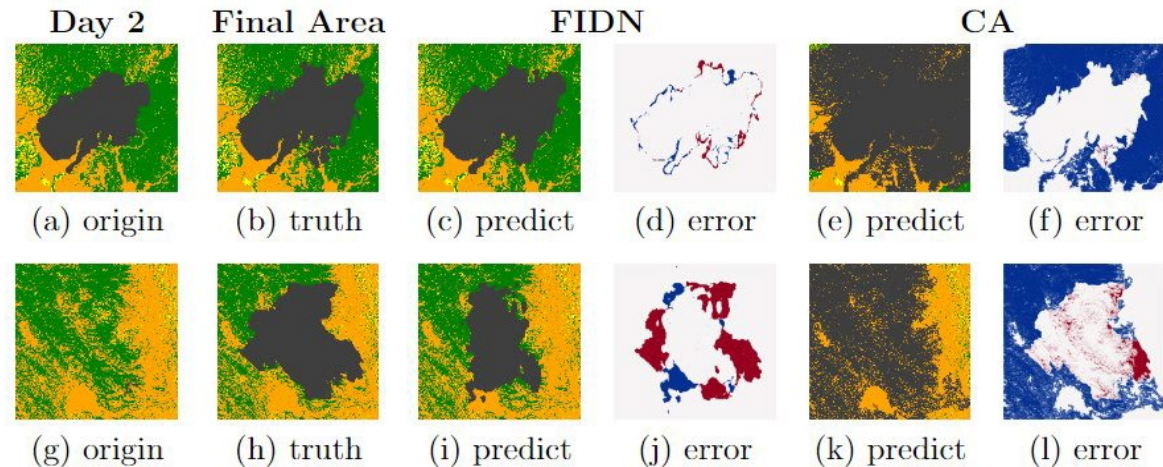 Day 2 Final Area FIDN CA
(a) origin (b) truth (c) predict (d) error (e) predict (f) error
(g) origin (h) truth (i) predict (j) error (k) predict (l) error